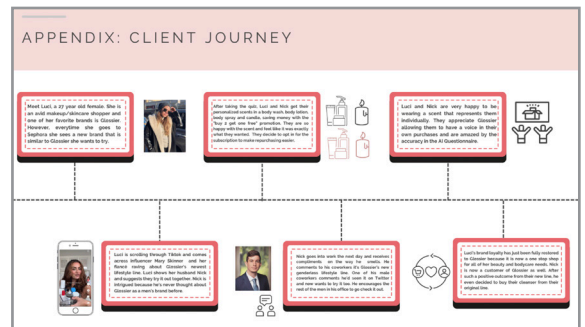 APPENDIX: CLIENT JOURNEY
Meet Luci, a 27 year old female. She is
an avid makeup/skincare shopper and
one of her favorite brands is Glossier.
However, everytime she goes to
Sephora she sees a new brand that is
similar to Glossier she wants to try.
After taking the quiz, Luci and Nick get their
personalized scents in a body wash, body lotion,
body spray and candle, saving money with the
"buy 2 get one free" promotion. They are so
happy with the scent and feel like it was exactly
what they wanted. They decide to opt in for the
subscription to make repurchasing easier.
Luci and Nick are very happy to be
wearing a scent that represents them
individually. They appreciate Glossier
allowing them to have a voice in their
own purchases and are amazed by the
accuracy in the AI Questionnaire.
Luci is scrolling through Tiktok and comes
across influencer Mary Skinner and her
fiance raving about Glossier's newest
lifestyle line. Luci shows her husband Nick
and suggests they try it out together. Nick is
intrigued because he's never thought about
Glossier as a men's brand before.
Nick goes into work the next day and receives
compliments on the way he smells. He
comments to his coworkers it's Glossier's new
genderless lifestyle line. One of his male
coworkers comments he'd seen it on Twitter
and now wants to try it too. He encourages the
rest of the men in his office to go check it out.
Luci's brand loyalty has just been fully restored
to Glossier because it is now a one stop shop
for all of her beauty and bodycare needs. Nick
is now a customer of Glossier as well. After
such a positive outcome from their new line, he
even decided to buy their cleanser from their
original line.